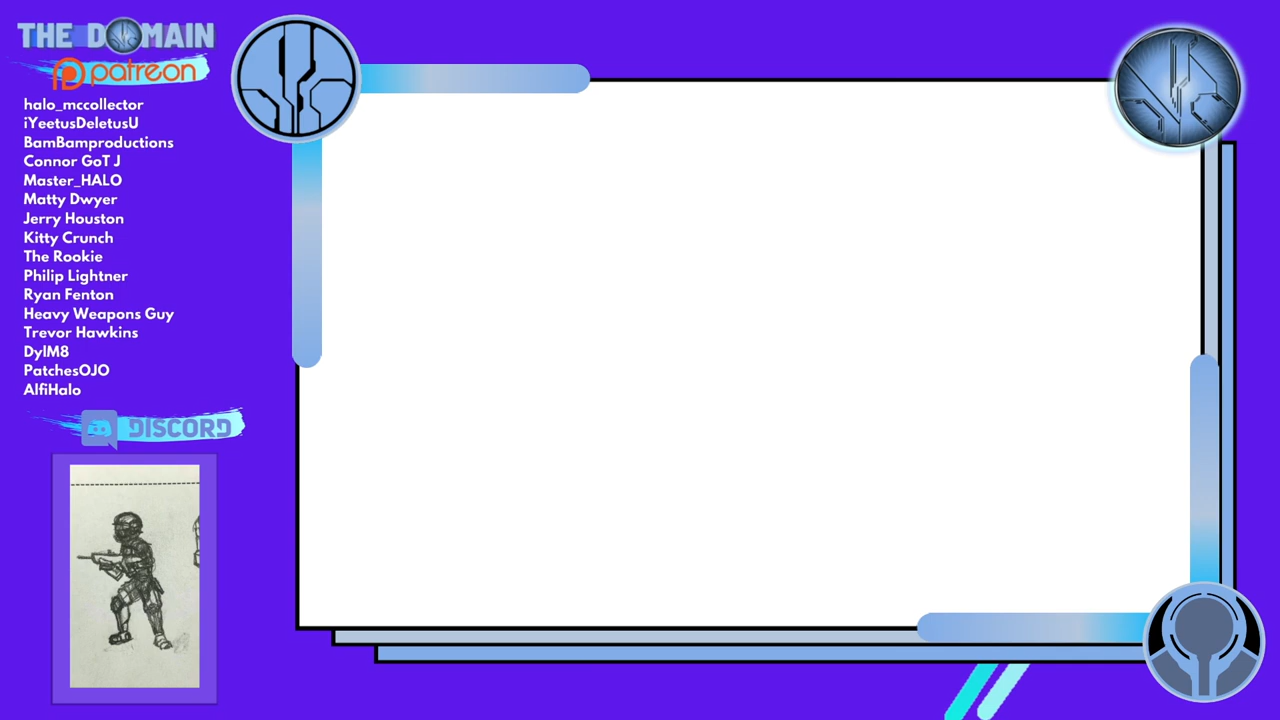 THE DOMAIN
patreon
halo_mccollector
iYeetusDeletusU
BamBamproductions
Connor GoT J
Master_HALO
Matty Dwyer
Jerry Houston
Kitty Crunch
The Rookie
Philip Lightner
Ryan Fenton
Heavy Weapons Guy
Trevor Hawkins
DylM8
PatchesOJO
AlfiHalo
DISCORD